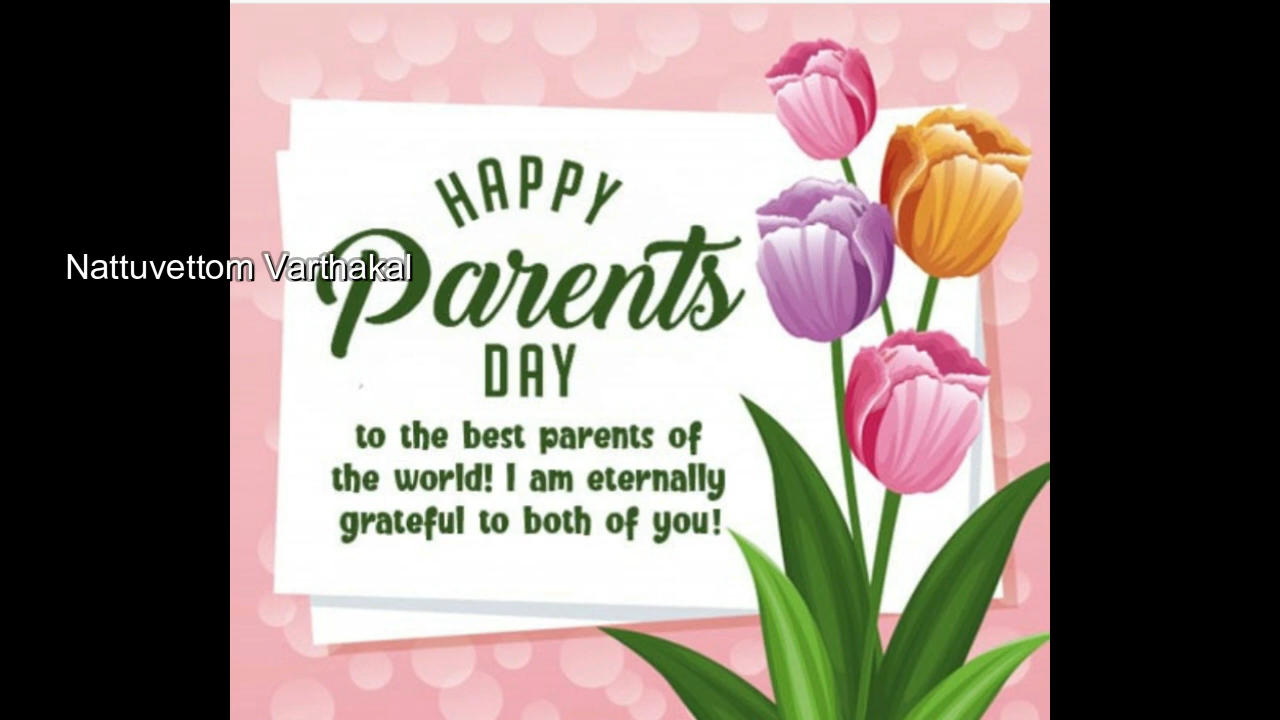 HAPPY
Nattuvettom Varthakal
Parents
DAY
to the best parents of
the world! I am eternally
grateful to both of you!